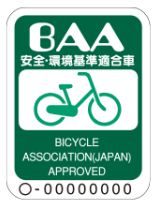 BAA
安全・環境基準適合車
BICYCLE
ASSOCIATION(JAPAN)
APPROVED
O-00000000